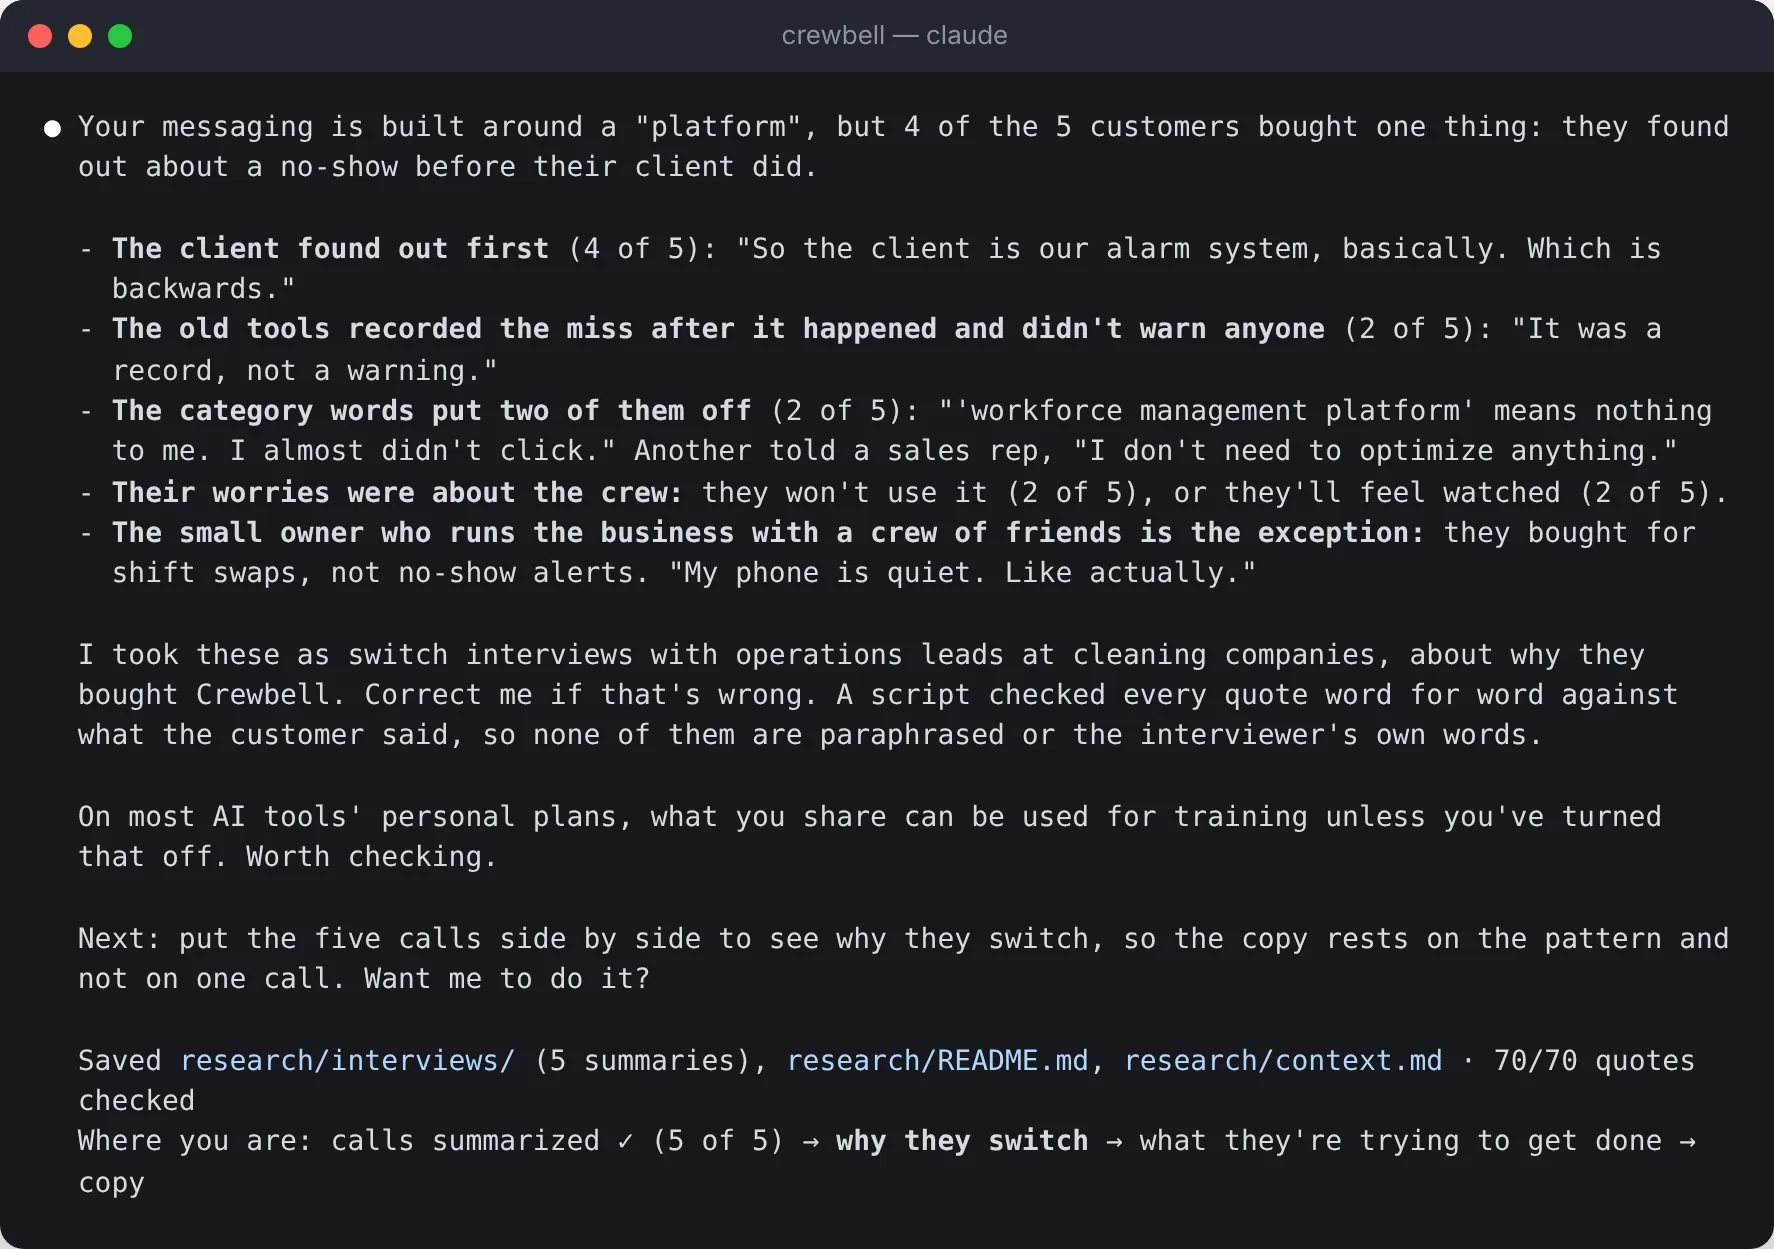 crewbell — claude
● Your messaging is built around a "platform", but 4 of the 5 customers bought one thing: they found
out about a no-show before their client did.
- The client found out first (4 of 5): "So the client is our alarm system, basically. Which is
backwards."
- The old tools recorded the miss after it happened and didn't warn anyone (2 of 5): "It was a
record, not a warning."
- The category words put two of them off (2 of 5): "'workforce management platform' means nothing
to me. I almost didn't click." Another told a sales rep, "I don't need to optimize anything."
- Their worries were about the crew: they won't use it (2 of 5), or they'll feel watched (2 of 5).
- The small owner who runs the business with a crew of friends is the exception: they bought for
shift swaps, not no-show alerts. "My phone is quiet. Like actually."
I took these as switch interviews with operations leads at cleaning companies, about why they
bought Crewbell. Correct me if that's wrong. A script checked every quote word for word against
what the customer said, so none of them are paraphrased or the interviewer's own words.
On most AI tools' personal plans, what you share can be used for training unless you've turned
that off. Worth checking.
Next: put the five calls side by side to see why they switch, so the copy rests on the pattern and
not on one call. Want me to do it?
Saved research/interviews/ (5 summaries), research/README.md, research/context.md · 70/70 quotes
checked
Where you are: calls summarized ✓ (5 of 5) → why they switch → what they're trying to get done →
copy